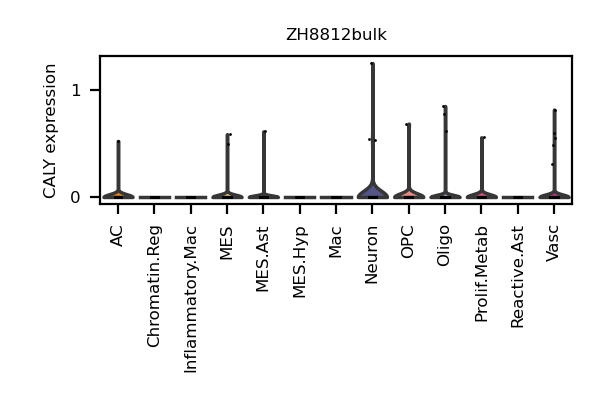 ZH8812bulk
CALY expression
1
0
AC
Chromatin.Reg
Inflammatory.Mac
MES
MES.Ast
MES.Hyp
Mac
Neuron
OPC
Oligo
Prolif.Metab
Reactive.Ast
Vasc